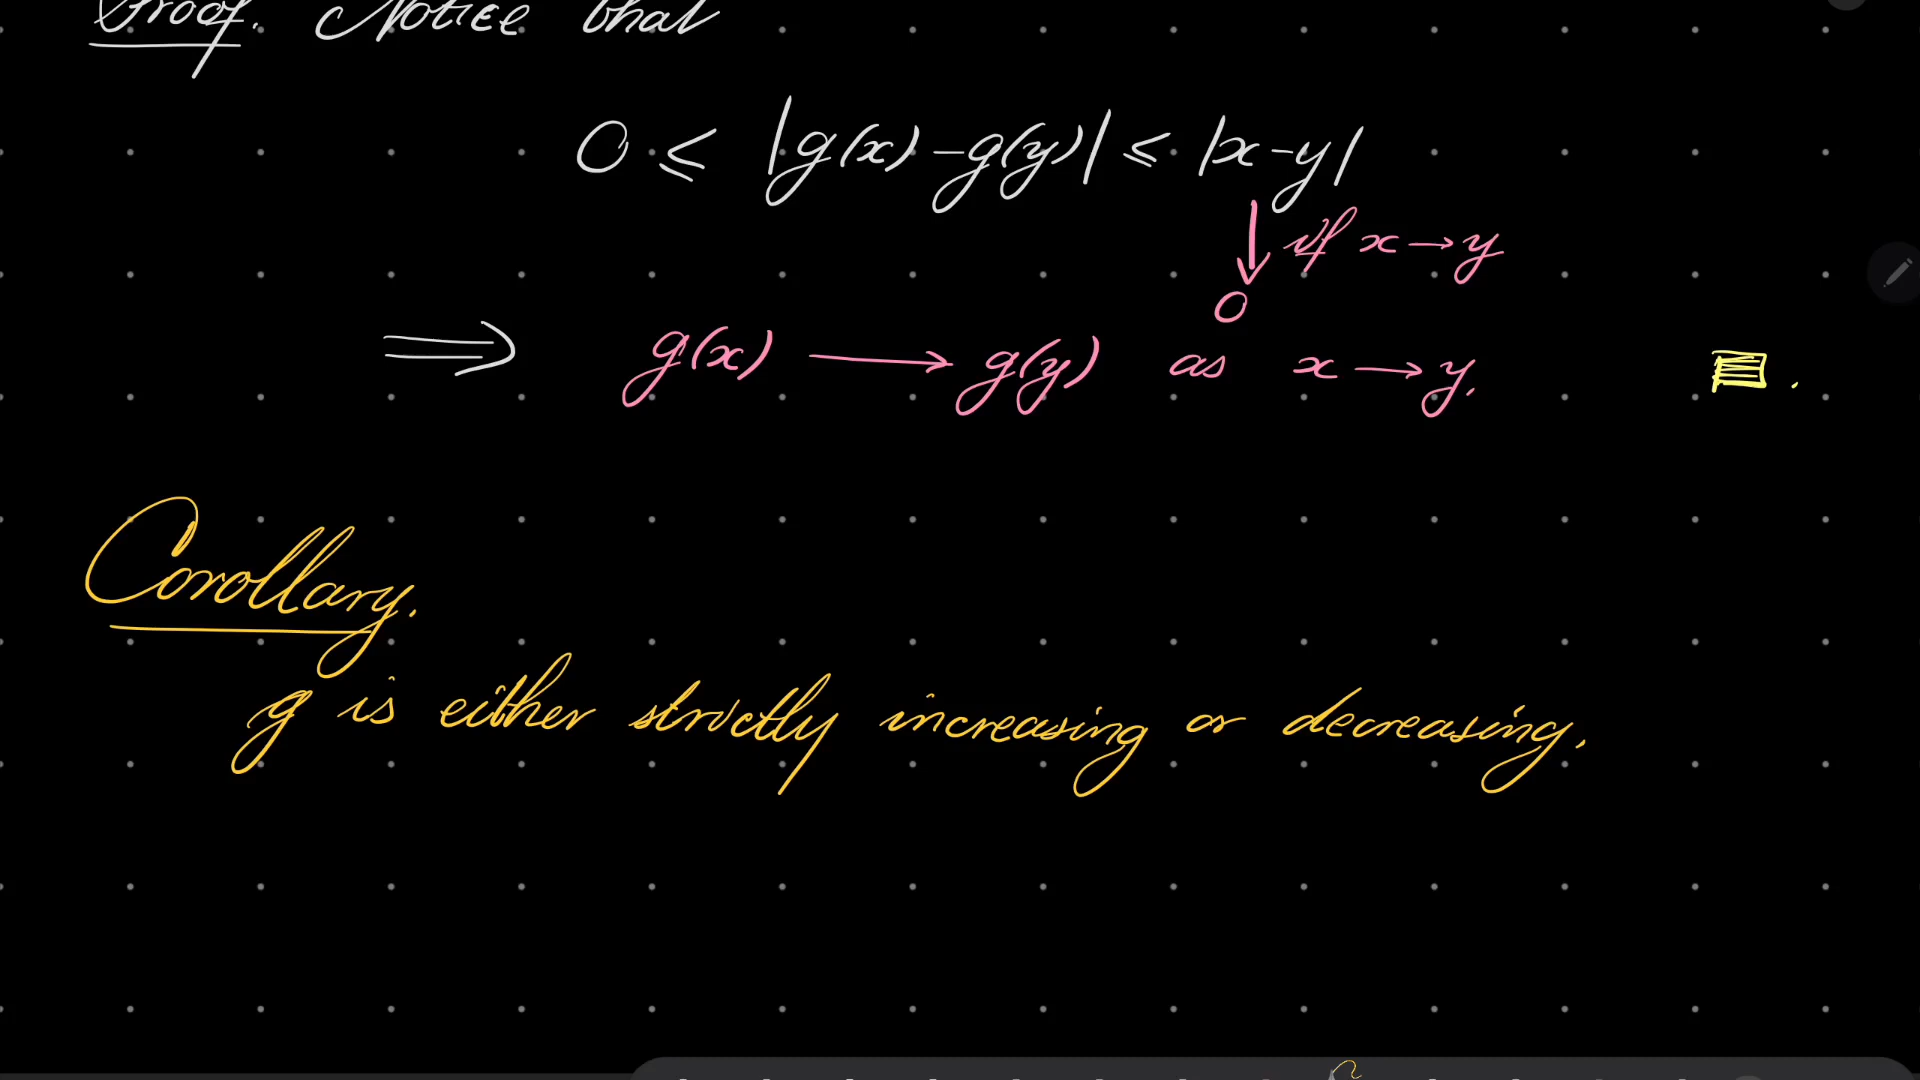 Proof. Notice that
0 ≤ |g(x) - g(y)| ≤ |x - y|
↓ if x → y
0
⟹ g(x) ⟶ g(y) as x → y.
Corollary.
g is either strictly increasing or decreasing.